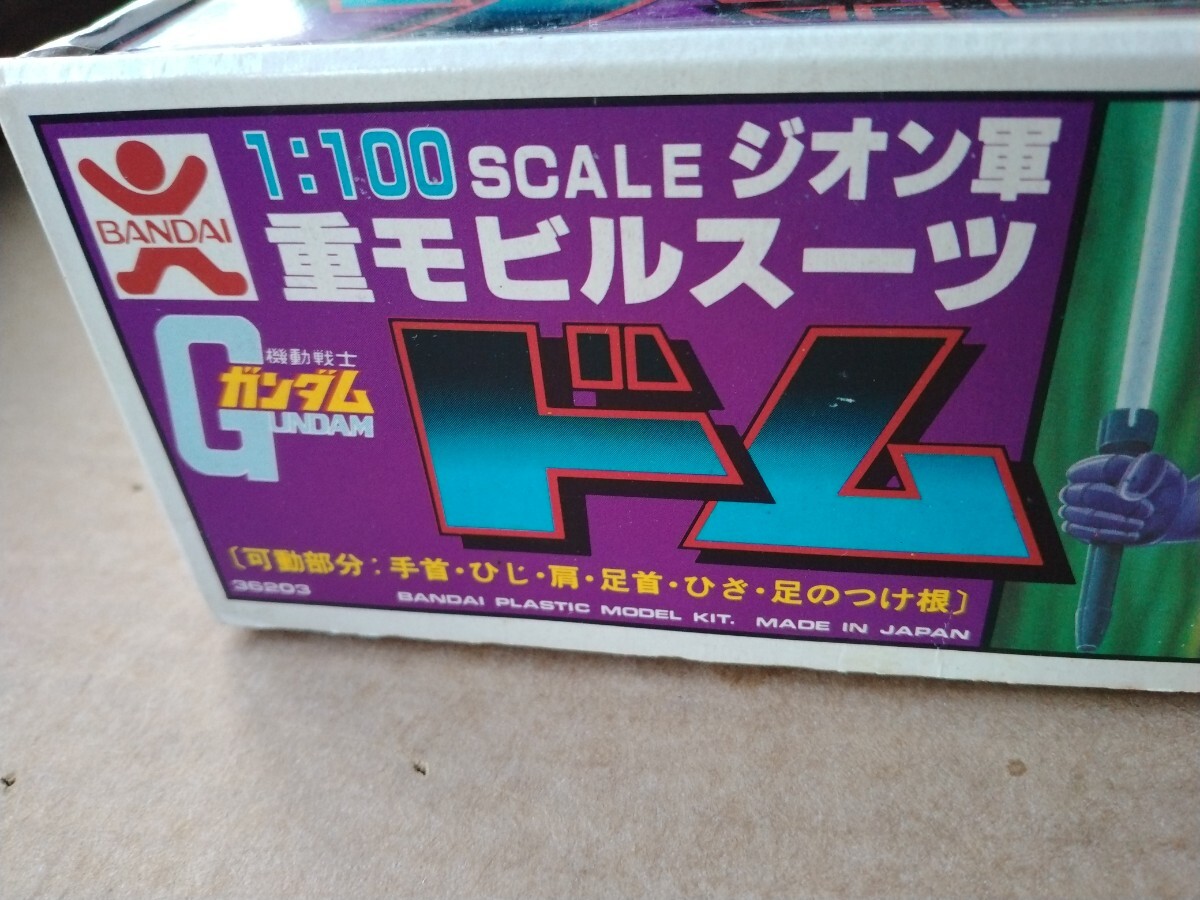 BANDAI
1:100 SCALE ジオン軍
重モビルスーツ
機動戦士
ガンダム
GUNDAM
ドム
〔可動部分:手首・ひじ・肩・足首・ひざ・足のつけ根〕
36203
BANDAI PLASTIC MODEL KIT. MADE IN JAPAN